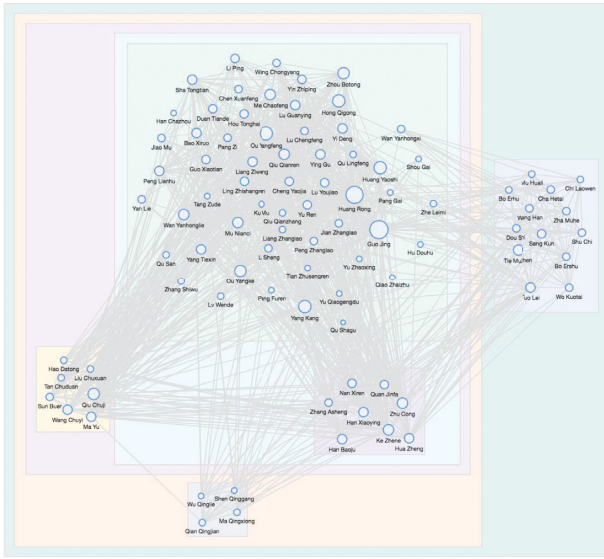 Li Ping
Wang Chongyang
Yin Zhiping
Zhou Botong
Sha Tongtian
Chen Xuanfeng
Me Chaofeng
Lu Guanying
Hong Qigong
Han Chazhou
Duan Tiande
Hou Tonghai
Jiao Mu
Bao Xiruo
Pang Zi
Ou Yangfeng
Lu Chengfeng
Yi Deng
Wan Yanhongxi
Guo Xiaotian
Qiu Qianren
Ying Gu
Qu Lingfeng
Shou Gai
Peng Lianhu
Liang Ziweng
Huang Yaoshi
Ling Zhishangren
Cheng Yaojia
Lu Youjiao
Yan Lie
Tang Zude
Huang Rong
Pang Gai
Zhe Leimi
Wan Yanhonglie
Ku Mu
Qiu Qianzhang
Yu Ren
Mu Nianci
Liang Zhangiao
Jian Zhangiao
Guo Jing
Qu San
Yang Tiexin
Li Sheng
Peng Zhangiao
Hu Douhu
Zhang Shiwu
Ou Yangke
Tian Zhusengren
Yu Zhaoxing
Qiao Zhaizhu
Lv Wende
Ping Furen
Yu Qiaogengdu
Yang Kang
Qu Shagu
Mu Huali
Chi Laowen
Bo Erhu
Cha Hetai
Wang Han
Zha Muhe
Dou Shi
Sang Kun
Shu Chi
Tie Muzhen
Bo Ershu
Tuo Lei
Wo Kuotai
Hao Datong
Liu Chuxuan
Tan Chuduan
Sun Buer
Qiu Chuji
Wang Chuyi
Ma Yu
Nan Xiren
Quan Jinfa
Zhang Asheng
Zhu Cong
Han Xiaoying
Ke Zhene
Han Baoju
Hua Zheng
Wu Qinglie
Shen Qinggang
Ma Qingxiong
Qian Qingjian